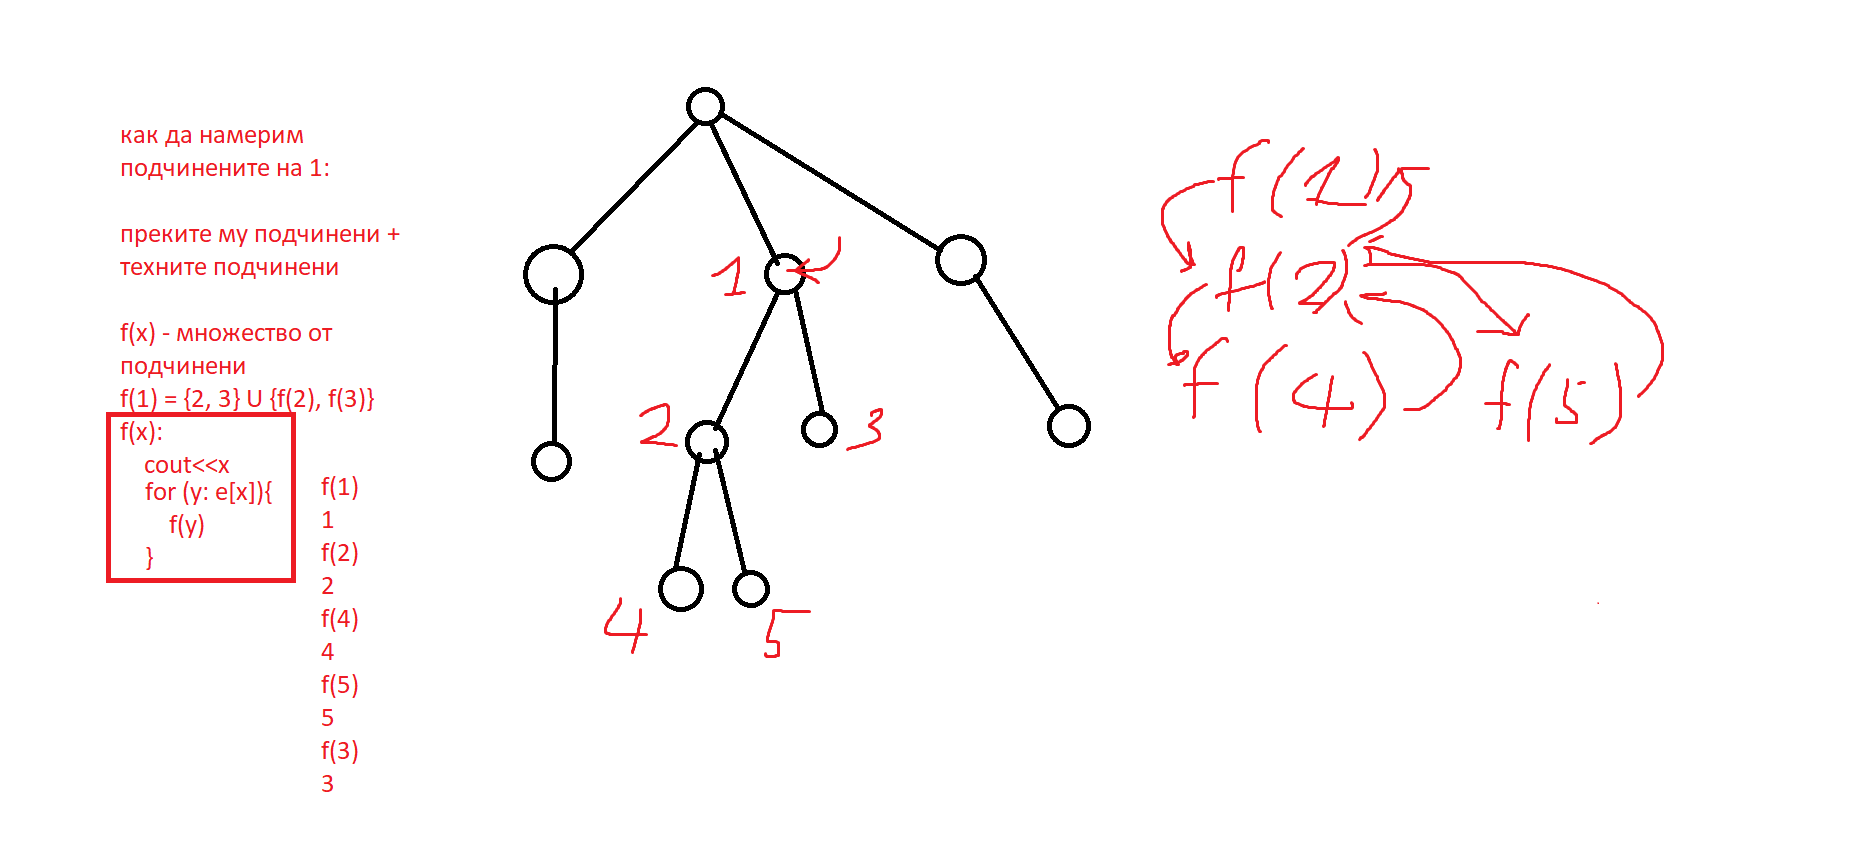 как да намерим
подчинените на 1:
преките му подчинени +
техните подчинени
f(x) - множество от
подчинени
f(1) = {2, 3} U {f(2), f(3)}
f(x):
cout<<x
for (y: e[x]){
f(y)
}
f(1)
1
f(2)
2
f(4)
4
f(5)
5
f(3)
3
1
2
3
4
5
f(1)
f(2)
f(4)
f(5)